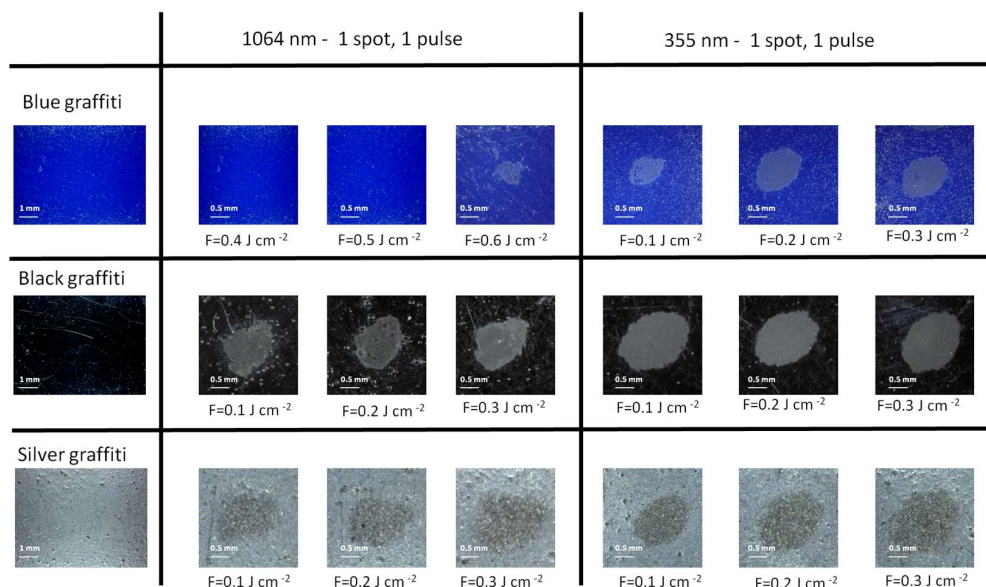 1064 nm - 1 spot, 1 pulse
355 nm - 1 spot, 1 pulse
Blue graffiti
1 mm
0.5 mm
0.5 mm
0.5 mm
0.5 mm
0.5 mm
0.5 mm
F=0.4 J cm -2
F=0.5 J cm -2
F=0.6 J cm -2
F=0.1 J cm -2
F=0.2 J cm -2
F=0.3 J cm -2
Black graffiti
1 mm
0.5 mm
0.5 mm
0.5 mm
0.5 mm
0.5 mm
0.5 mm
F=0.1 J cm -2
F=0.2 J cm -2
F=0.3 J cm -2
F=0.1 J cm -2
F=0.2 J cm -2
F=0.3 J cm -2
Silver graffiti
1 mm
0.5 mm
0.5 mm
0.5 mm
0.5 mm
0.5 mm
0.5 mm
F=0.1 J cm -2
F=0.2 J cm -2
F=0.3 J cm -2
F=0.1 J cm -2
F=0.2 J cm -2
F=0.3 J cm -2